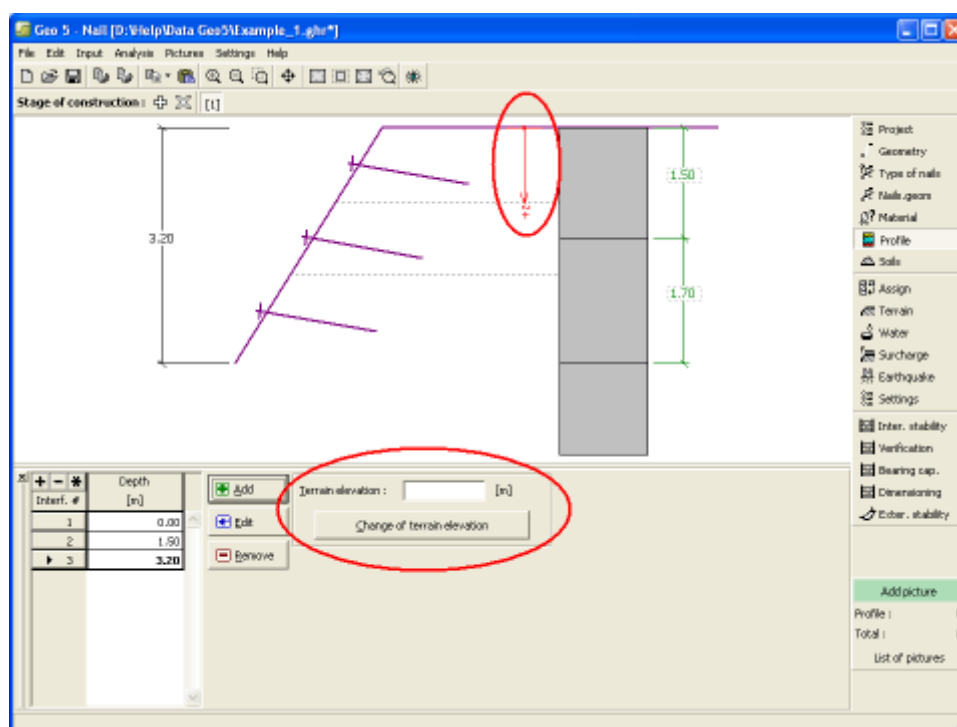 Geo 5 - Nail [D:\Help\Data Geo5\Example_1.ghr*]
File Edit Input Analysis Pictures Settings Help
Stage of construction : [1]
3.20
1.50
1.70
+z
Project
Geometry
Type of nails
Nails.geom
Material
Profile
Soils
Assign
Terrain
Water
Surcharge
Earthquake
Settings
Inter. stability
Verification
Bearing cap.
Dimensioning
Exter. stability
Add picture
Profile :
Total :
List of pictures
Interf. # Depth [m]
1 0.00
2 1.50
3 3.20
Add
Edit
Remove
Terrain elevation : [m]
Change of terrain elevation